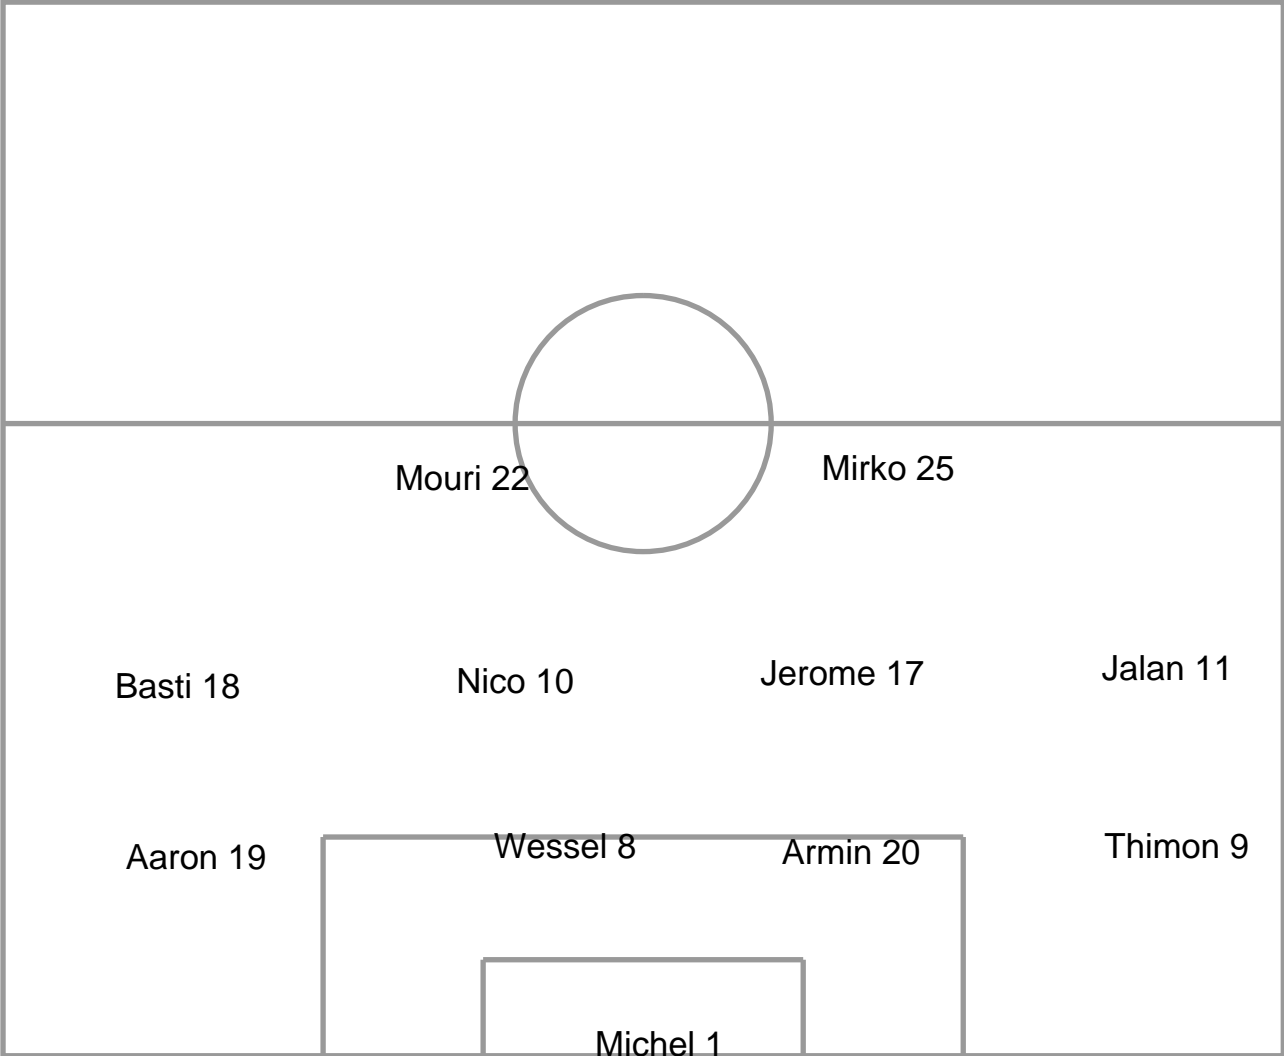 Mouri 22
Mirko 25
Basti 18
Nico 10
Jerome 17
Jalan 11
Aaron 19
Wessel 8
Armin 20
Thimon 9
Michel 1